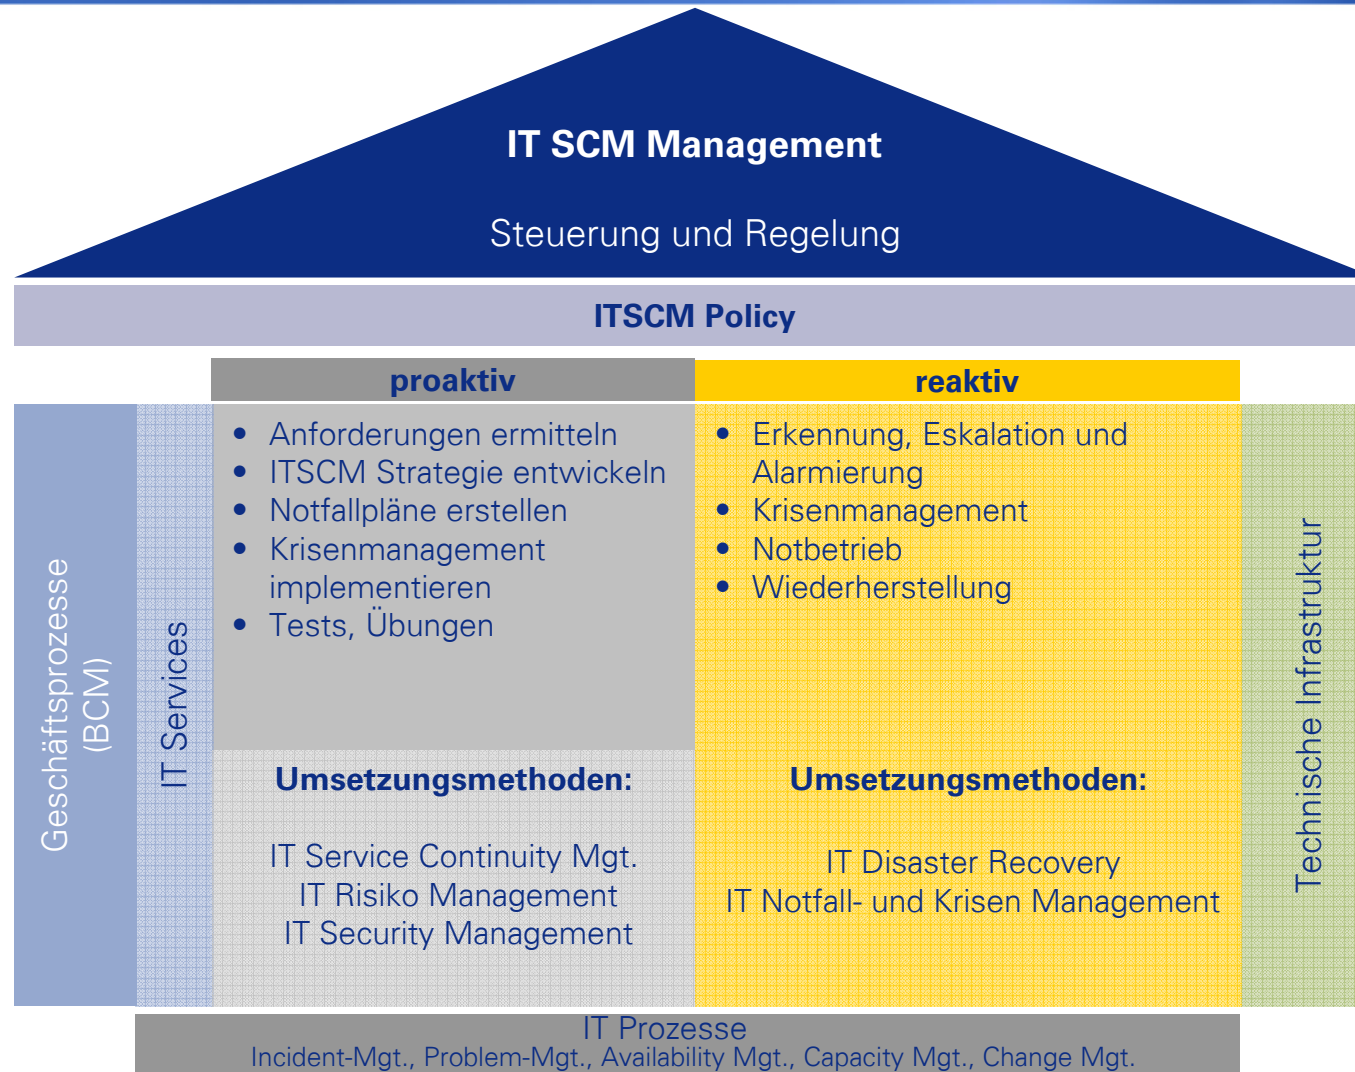 IT SCM Management
Steuerung und Regelung
ITSCM Policy
proaktiv
reaktiv
Geschäftsprozesse
(BCM)
IT Services
• Anforderungen ermitteln
• ITSCM Strategie entwickeln
• Notfallpläne erstellen
• Krisenmanagement
implementieren
• Tests, Übungen
Umsetzungsmethoden:
IT Service Continuity Mgt.
IT Risiko Management
IT Security Management
• Erkennung, Eskalation und
Alarmierung
• Krisenmanagement
• Notbetrieb
• Wiederherstellung
Umsetzungsmethoden:
IT Disaster Recovery
IT Notfall- und Krisen Management
Technische Infrastruktur
IT Prozesse
Incident-Mgt., Problem-Mgt., Availability Mgt., Capacity Mgt., Change Mgt.